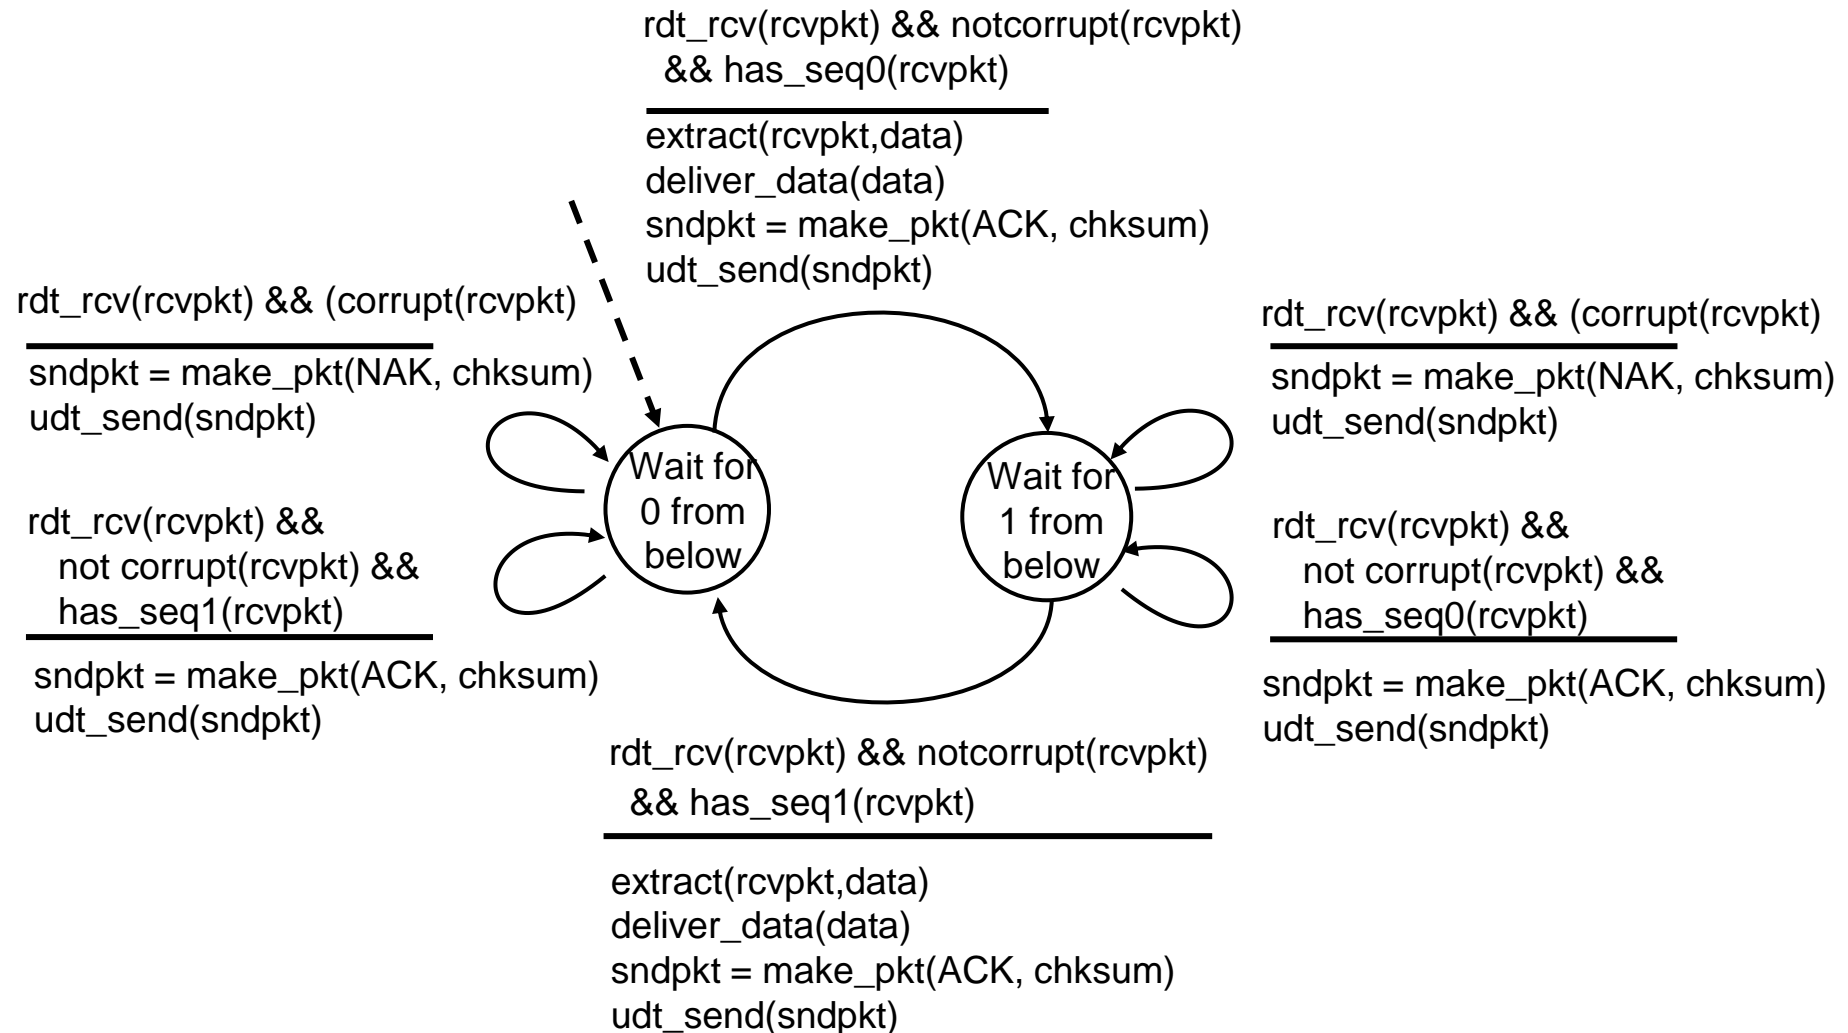 rdt_rcv(rcvpkt) && notcorrupt(rcvpkt)
&& has_seq0(rcvpkt)
extract(rcvpkt,data)
deliver_data(data)
sndpkt = make_pkt(ACK, chksum)
udt_send(sndpkt)
rdt_rcv(rcvpkt) && (corrupt(rcvpkt)
sndpkt = make_pkt(NAK, chksum)
udt_send(sndpkt)
rdt_rcv(rcvpkt) &&
not corrupt(rcvpkt) &&
has_seq1(rcvpkt)
sndpkt = make_pkt(ACK, chksum)
udt_send(sndpkt)
Wait for
0 from
below
Wait for
1 from
below
rdt_rcv(rcvpkt) && (corrupt(rcvpkt)
sndpkt = make_pkt(NAK, chksum)
udt_send(sndpkt)
rdt_rcv(rcvpkt) &&
not corrupt(rcvpkt) &&
has_seq0(rcvpkt)
sndpkt = make_pkt(ACK, chksum)
udt_send(sndpkt)
rdt_rcv(rcvpkt) && notcorrupt(rcvpkt)
&& has_seq1(rcvpkt)
extract(rcvpkt,data)
deliver_data(data)
sndpkt = make_pkt(ACK, chksum)
udt_send(sndpkt)